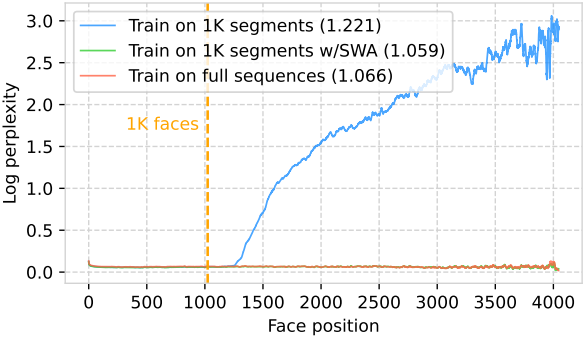 Train on 1K segments (1.221)
Train on 1K segments w/SWA (1.059)
Train on full sequences (1.066)
1K faces
Log perplexity
3.0
2.5
2.0
1.5
1.0
0.5
0.0
0 500 1000 1500 2000 2500 3000 3500 4000
Face position